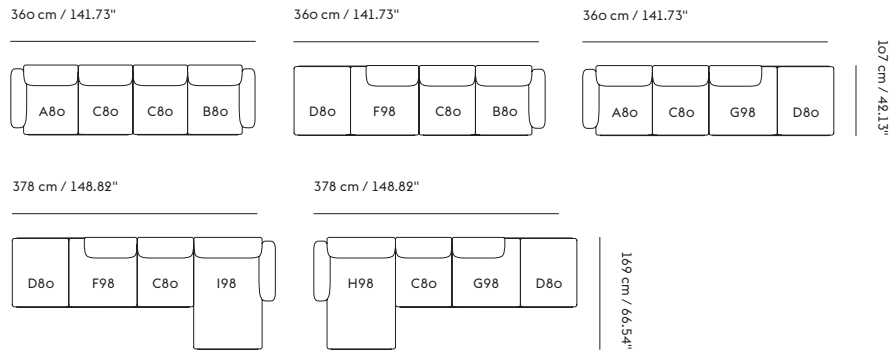 360 cm / 141.73"
360 cm / 141.73"
360 cm / 141.73"
A80 C80 C80 B80
D80 F98 C80 B80
A80 C80 G98 D80
107 cm / 42.13"
378 cm / 148.82"
378 cm / 148.82"
D80 F98 C80 I98
H98 C80 G98 D80
169 cm / 66.54"